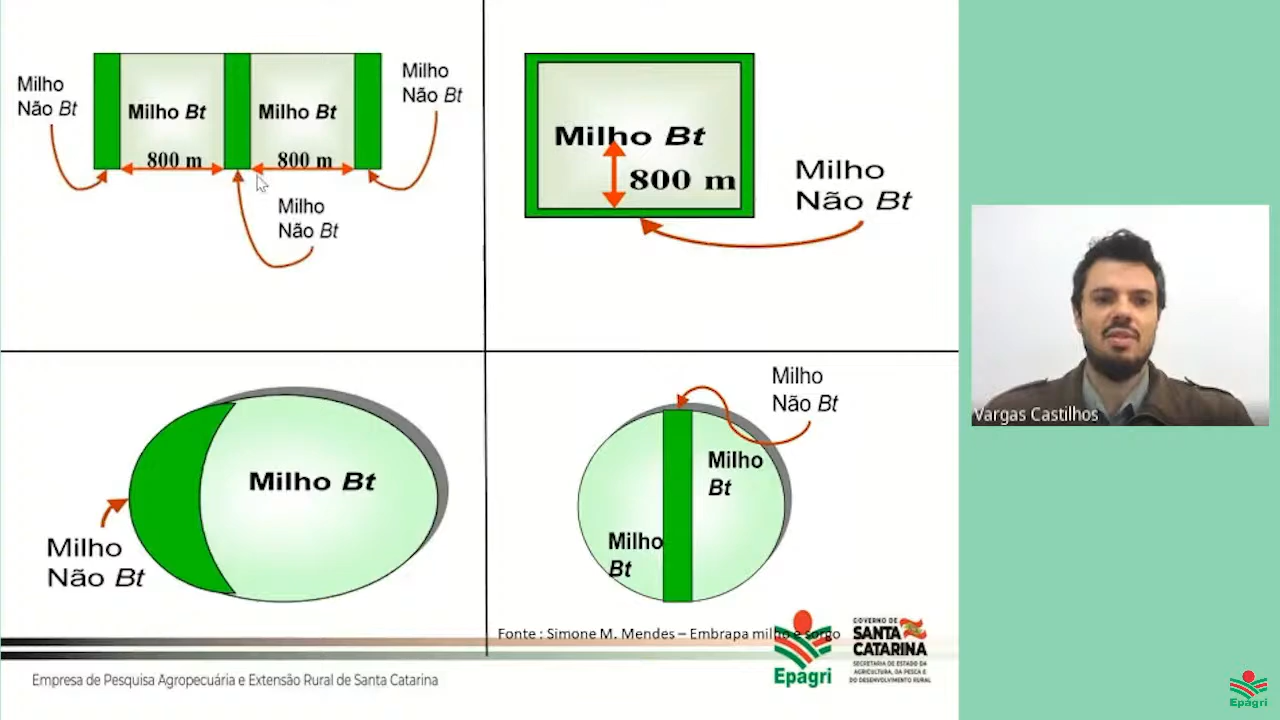 Milho
Não Bt
Milho Bt
Milho Bt
Milho
Não Bt
800 m
800 m
Milho
Não Bt
Milho Bt
800 m
Milho
Não Bt
Milho Bt
Milho
Não Bt
Milho
Não Bt
Milho
Bt
Milho
Bt
Fonte : Simone M. Mendes – Embrapa milho e sorgo
Epagri
GOVERNO DE
SANTA
CATARINA
SECRETARIA DE ESTADO DA
AGRICULTURA, DA PESCA E
DO DESENVOLVIMENTO RURAL
Empresa de Pesquisa Agropecuária e Extensão Rural de Santa Catarina
Vargas Castilhos
Epagri